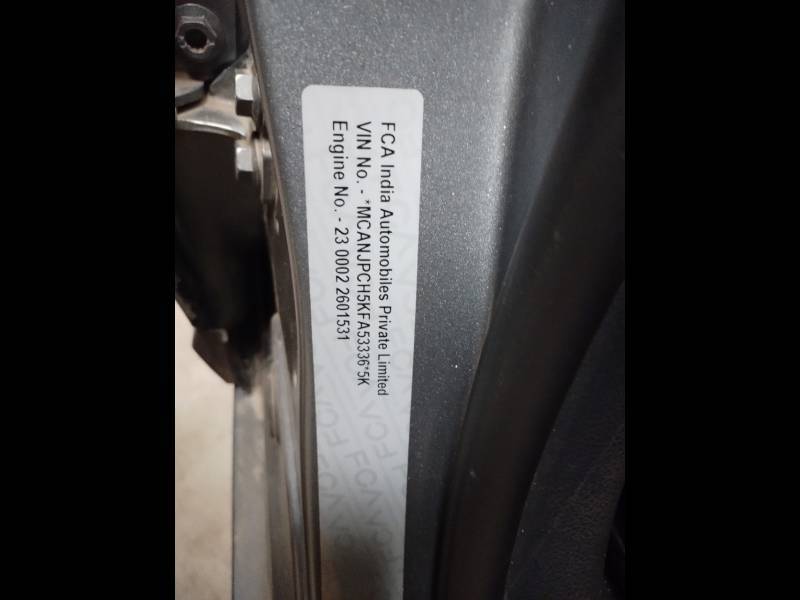 FCA India Automobiles Private Limited
VIN No. - *MCANJPCH5KFA53336*5K
Engine No. - 23 0002 2601531